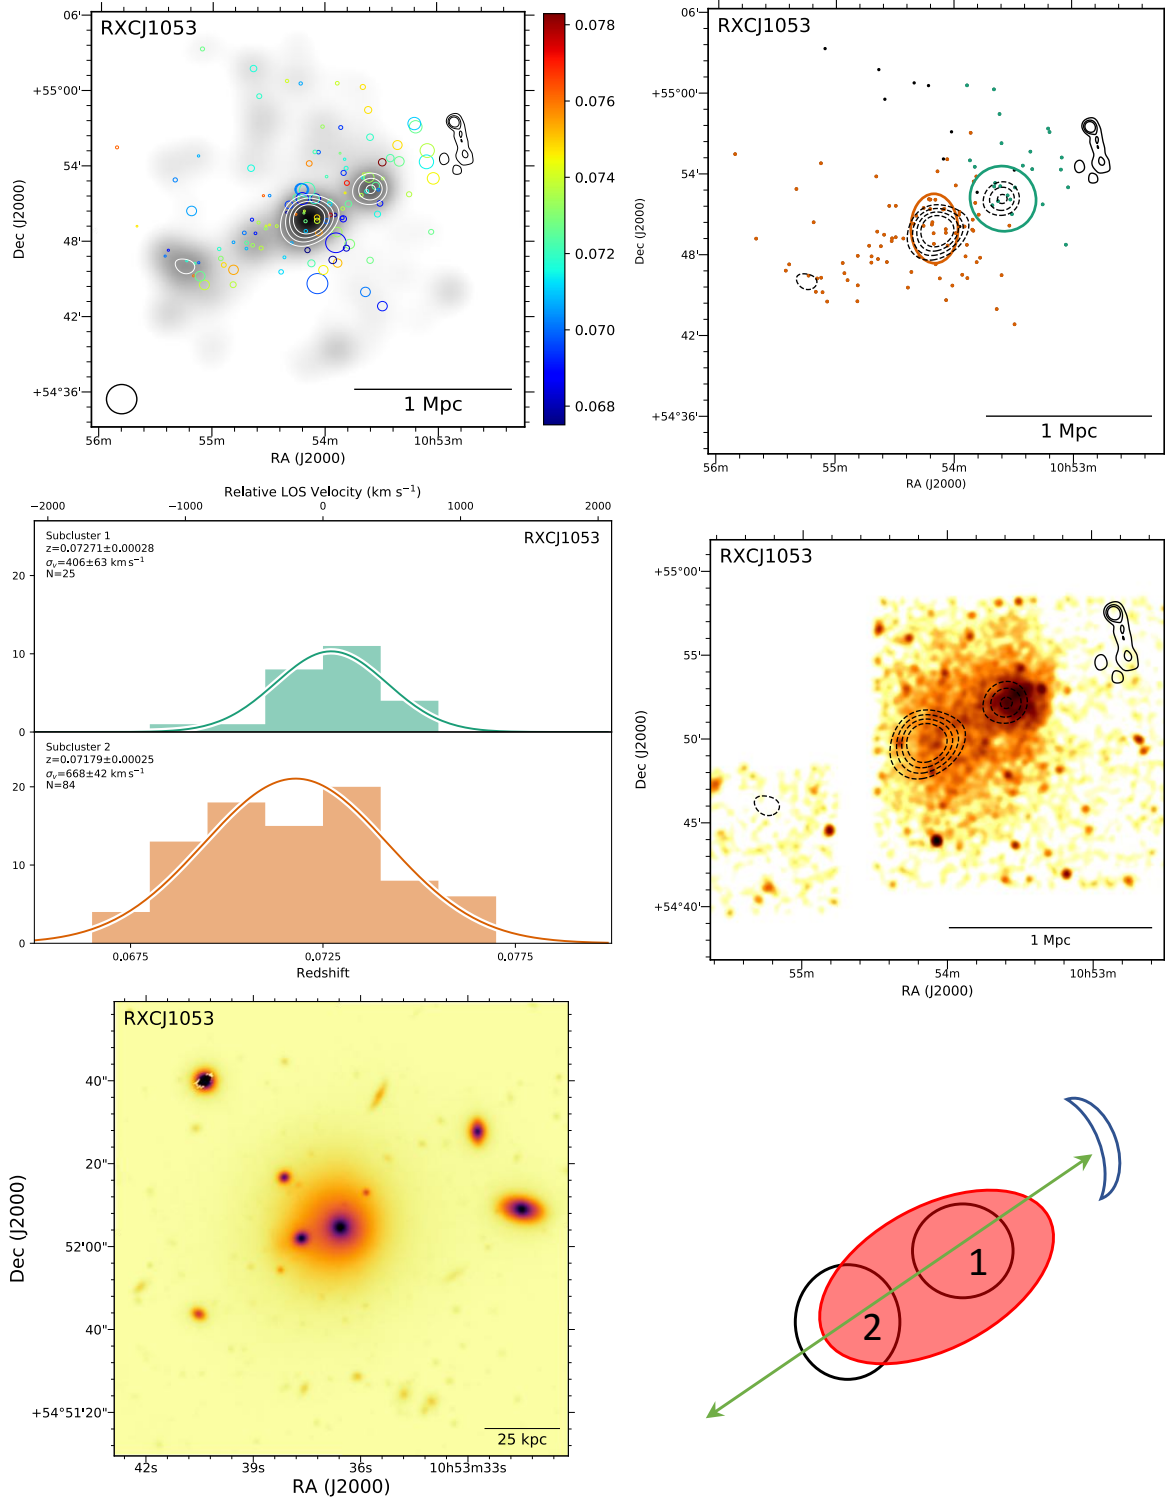 RXCJ1053
06'
+55°00'
54'
48'
42'
+54°36'
Dec (J2000)
56m
55m
54m
10h53m
RA (J2000)
1 Mpc
0.078
0.076
0.074
0.072
0.070
0.068
RXCJ1053
06'
+55°00'
54'
48'
42'
+54°36'
Dec (J2000)
56m
55m
54m
10h53m
RA (J2000)
1 Mpc
Relative LOS Velocity (km s⁻¹)
−2000
−1000
0
1000
2000
Subcluster 1
z=0.07271±0.00028
σᵥ=406±63 km s⁻¹
N=25
RXCJ1053
20
10
0
Subcluster 2
z=0.07179±0.00025
σᵥ=668±42 km s⁻¹
N=84
20
10
0
0.0675
0.0725
0.0775
Redshift
RXCJ1053
+55°00'
55'
50'
45'
+54°40'
Dec (J2000)
55m
54m
10h53m
RA (J2000)
1 Mpc
RXCJ1053
40"
20"
52'00"
40"
+54°51'20"
Dec (J2000)
42s
39s
36s
10h53m33s
RA (J2000)
25 kpc
1
2